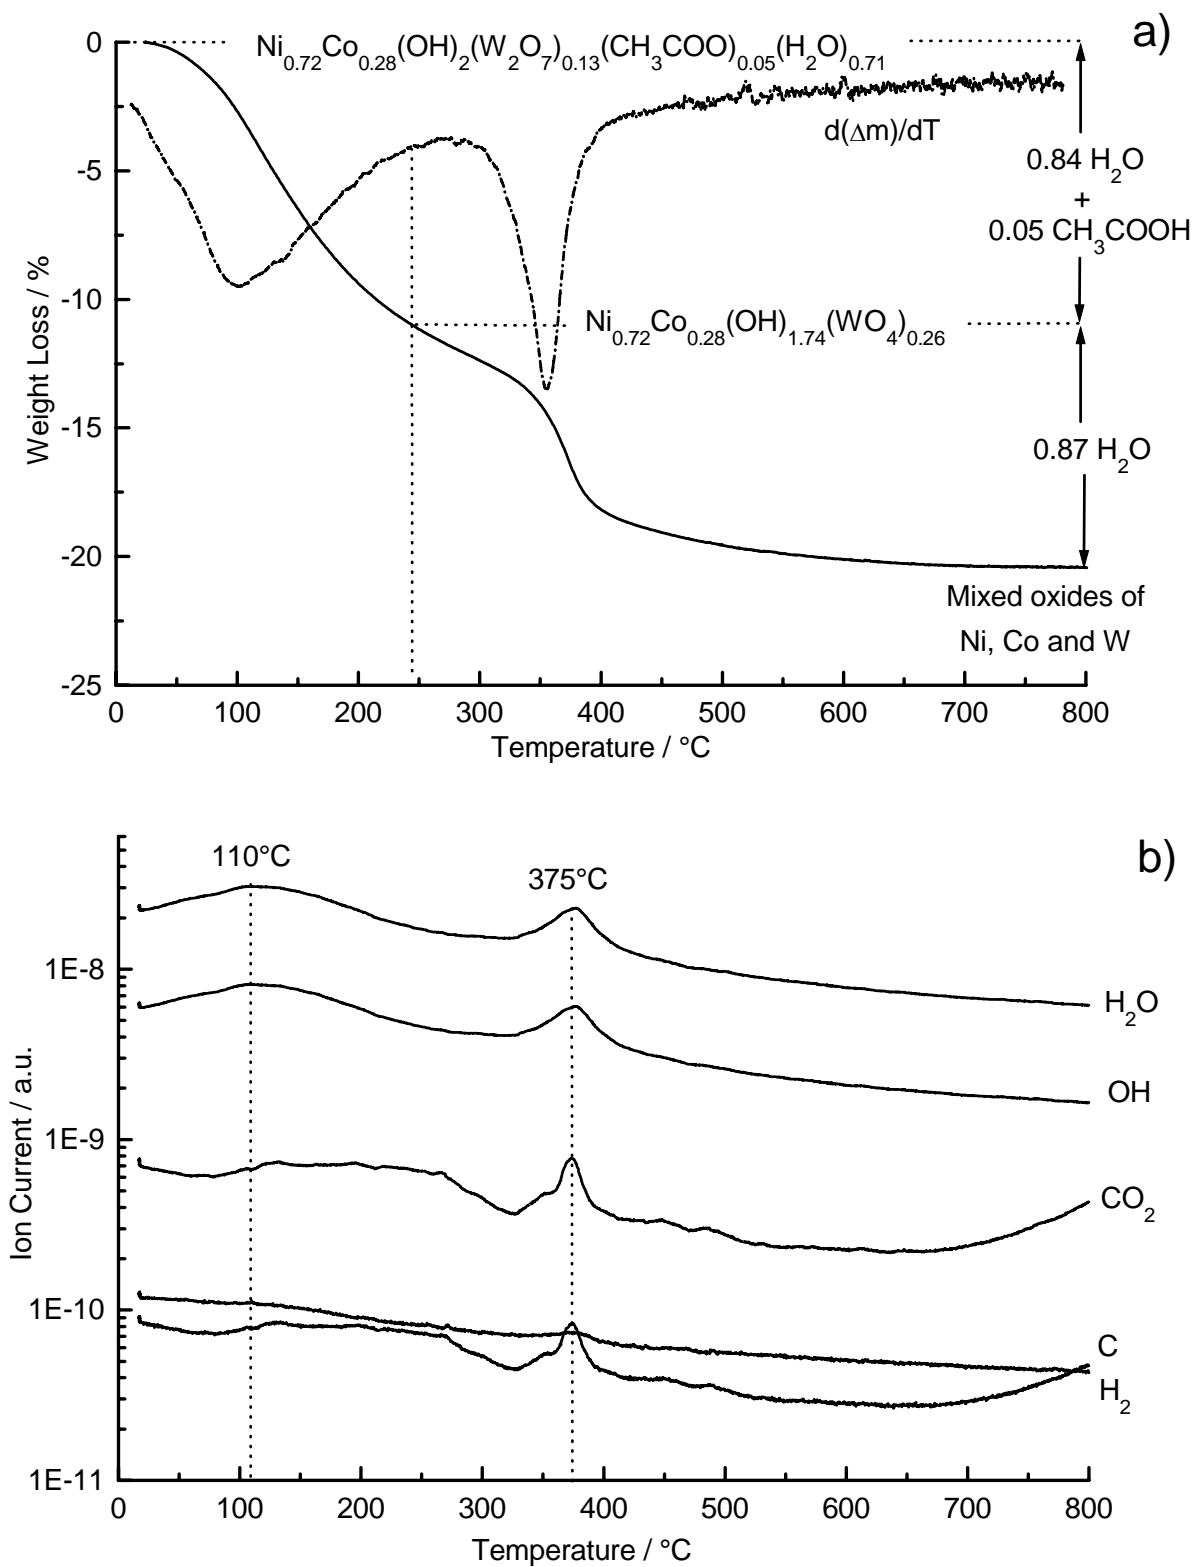 a)
0
Ni0.72Co0.28(OH)2(W2O7)0.13(CH3COO)0.05(H2O)0.71
d(Δm)/dT
0.84 H2O
+
0.05 CH3COOH
-5
-10
Ni0.72Co0.28(OH)1.74(WO4)0.26
Weight Loss / %
-15
0.87 H2O
-20
Mixed oxides of
Ni, Co and W
-25
0 100 200 300 400 500 600 700 800
Temperature / °C
b)
110°C
375°C
1E-8
H2O
OH
1E-9
CO2
Ion Current / a.u.
1E-10
C
H2
1E-11
0 100 200 300 400 500 600 700 800
Temperature / °C